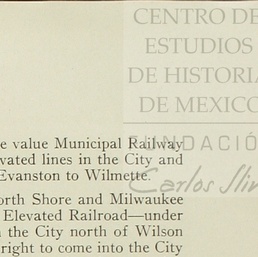 CENTRO DE
ESTUDIOS
DE HISTORIA
DE MEXICO
FUNDACIÓ
Carlos Sli
e value Municipal Railway
vated lines in the City and
Evanston to Wilmette.
orth Shore and Milwaukee
Elevated Railroad—under
the City north of Wilson
right to come into the City